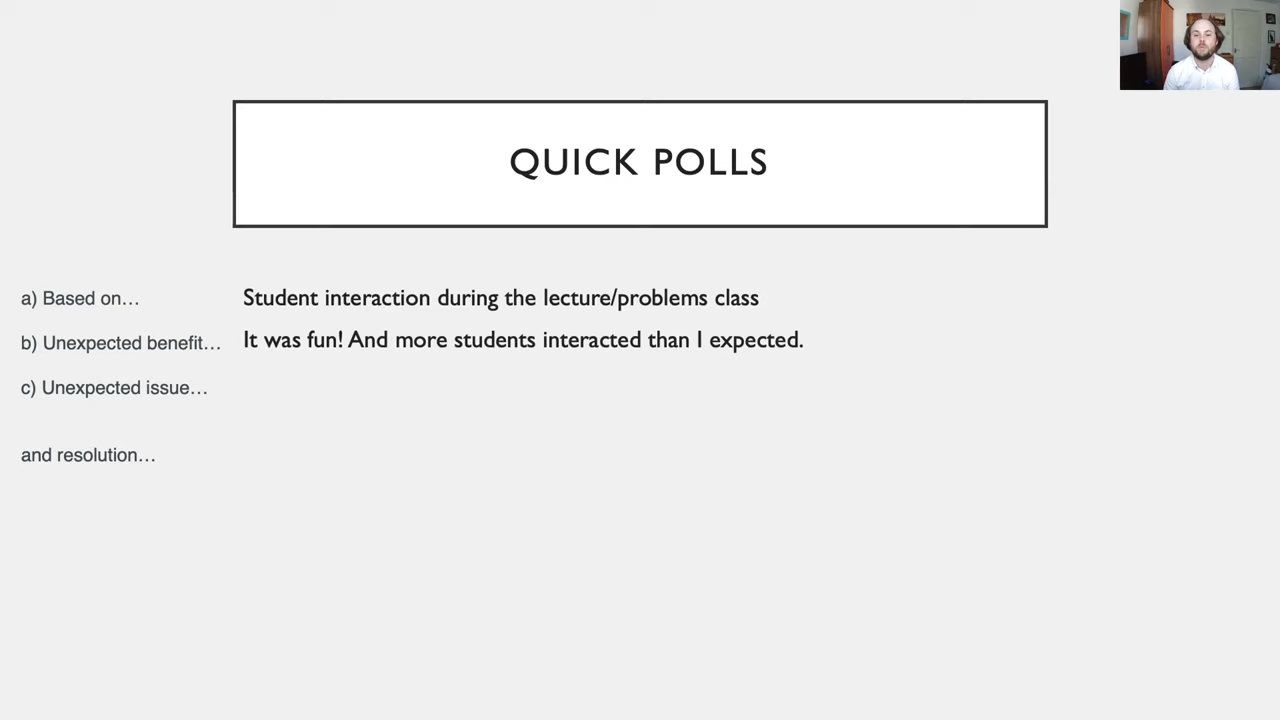 QUICK POLLS
a) Based on… Student interaction during the lecture/problems class
b) Unexpected benefit… It was fun! And more students interacted than I expected.
c) Unexpected issue…
and resolution…